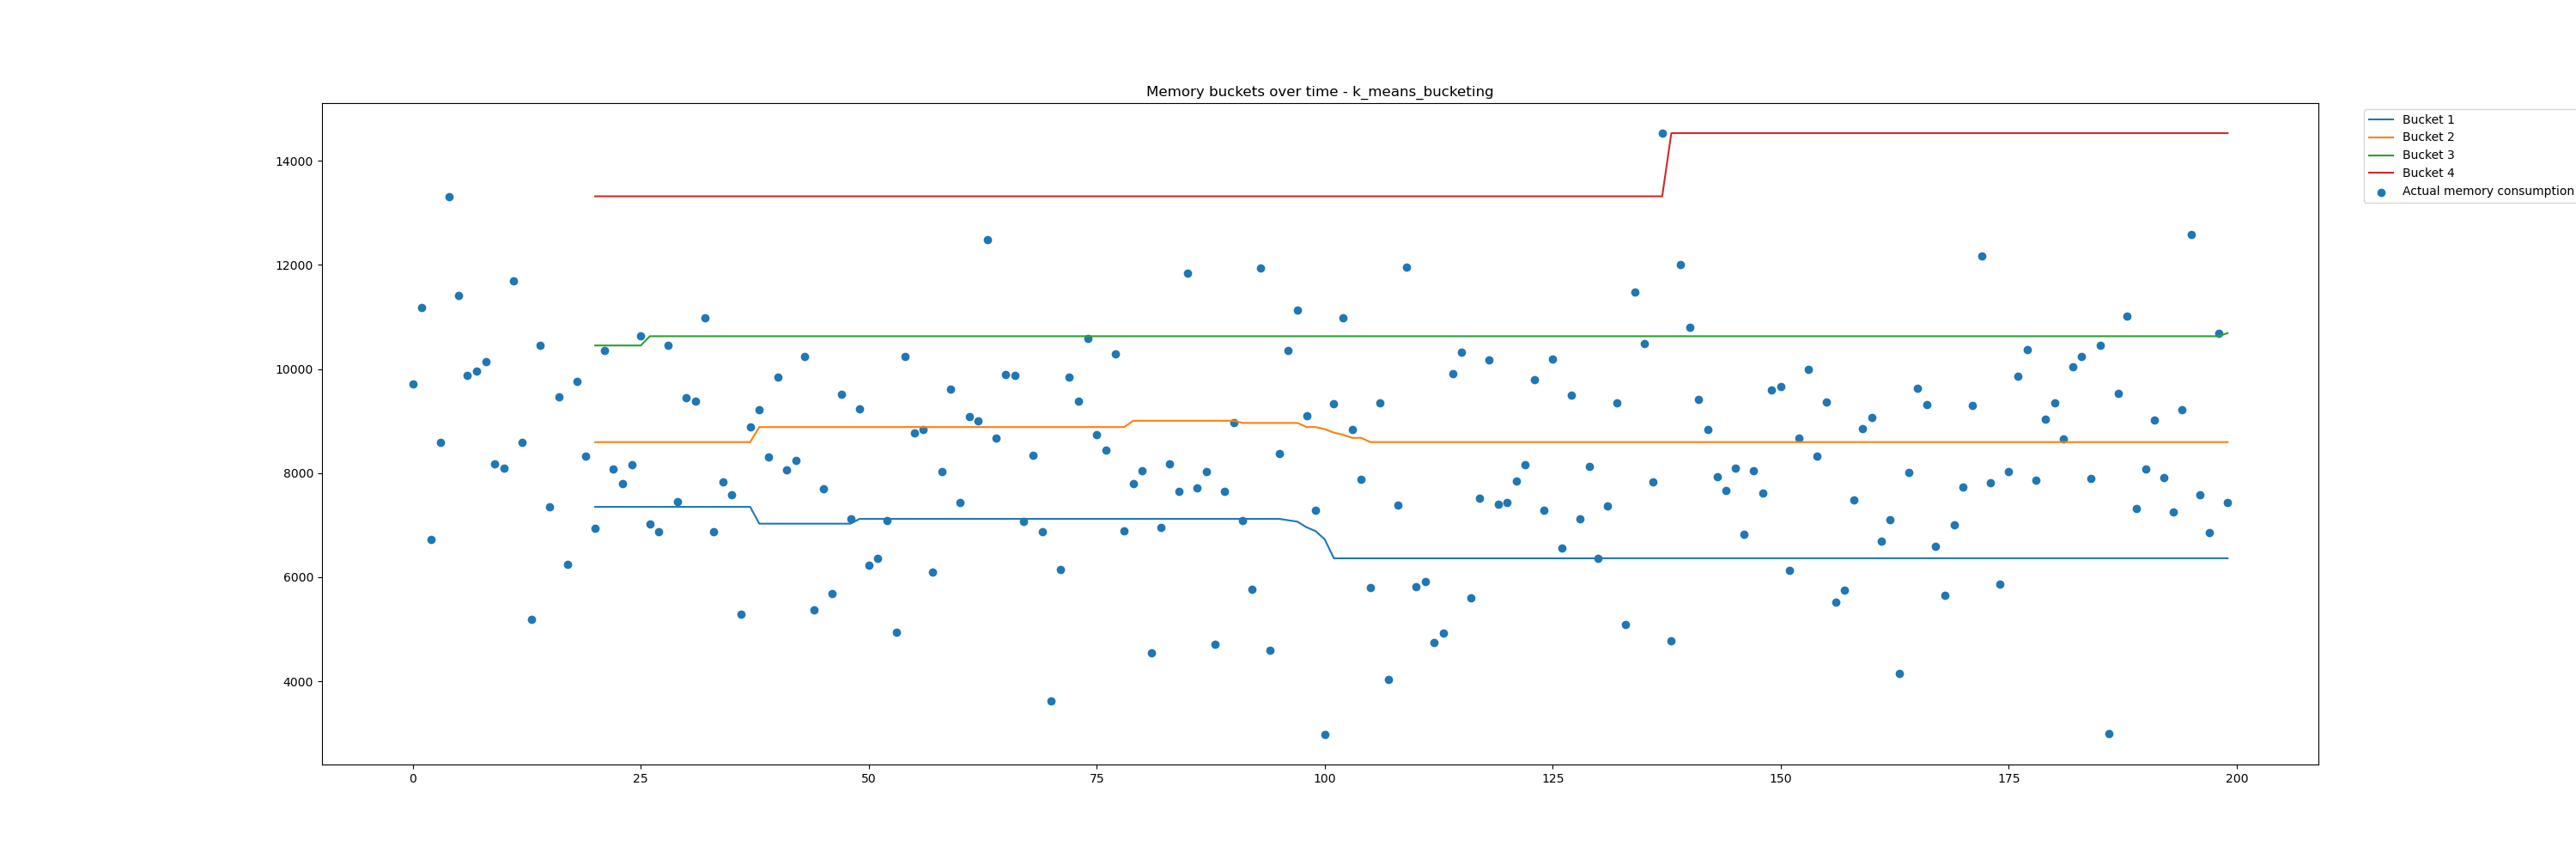 Memory buckets over time - k_means_bucketing
14000
12000
10000
8000
6000
4000
0 25 50 75 100 125 150 175 200
Bucket 1
Bucket 2
Bucket 3
Bucket 4
Actual memory consumption